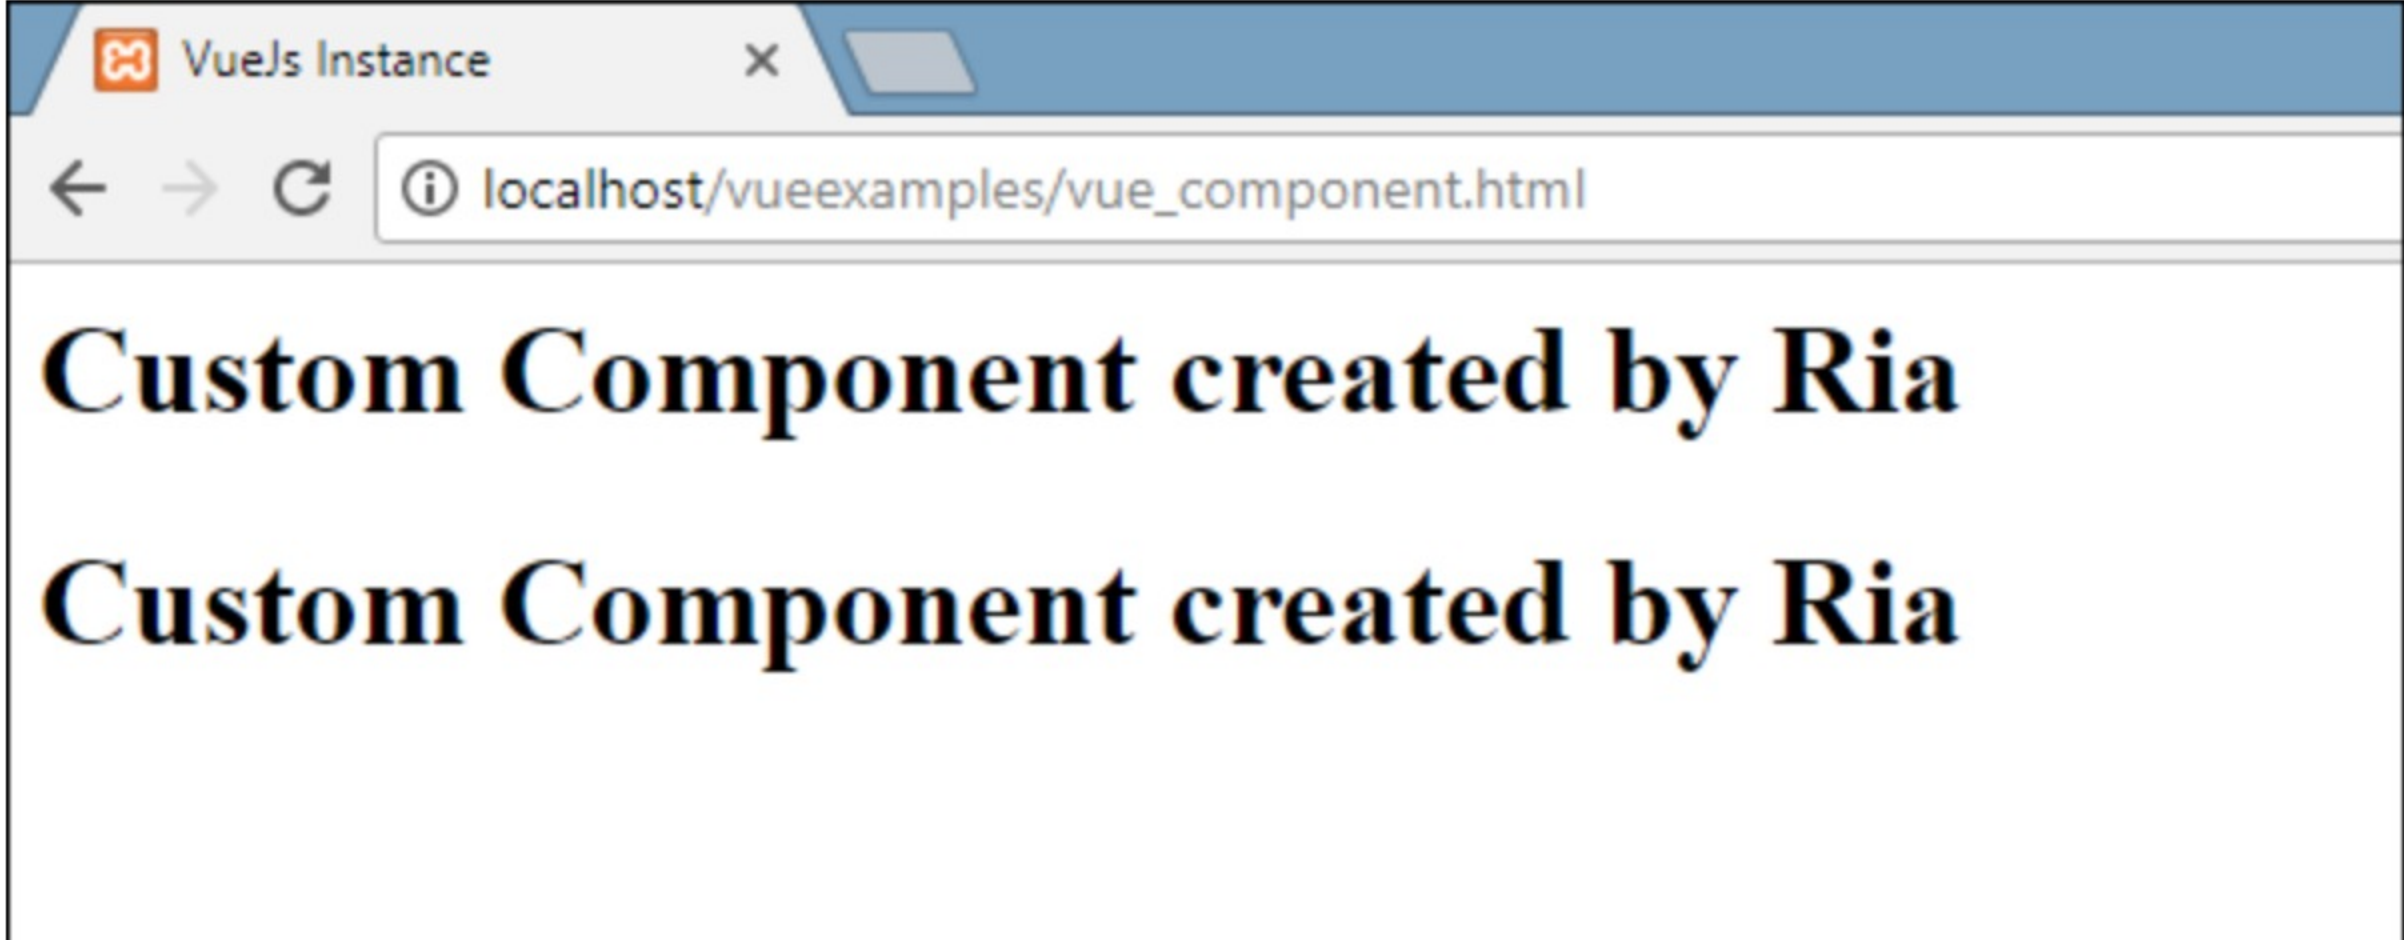 VueJs Instance
localhost/vueexamples/vue_component.html
Custom Component created by Ria
Custom Component created by Ria